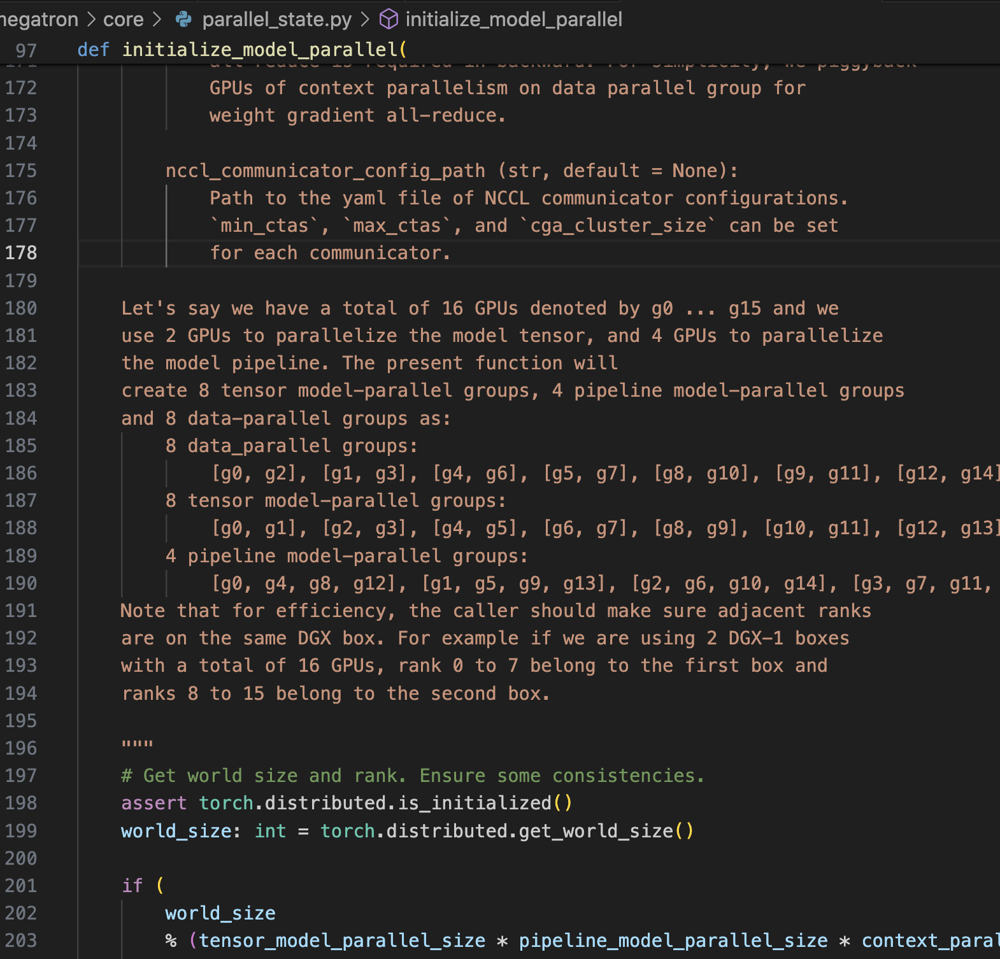 negatron > core > parallel_state.py > initialize_model_parallel
97 def initialize_model_parallel(
171 all-reduce is required in backward. For simplicity, we piggyback
172 GPUs of context parallelism on data parallel group for
173 weight gradient all-reduce.
174
175 nccl_communicator_config_path (str, default = None):
176 Path to the yaml file of NCCL communicator configurations.
177 `min_ctas`, `max_ctas`, and `cga_cluster_size` can be set
178 for each communicator.
179
180 Let's say we have a total of 16 GPUs denoted by g0 ... g15 and we
181 use 2 GPUs to parallelize the model tensor, and 4 GPUs to parallelize
182 the model pipeline. The present function will
183 create 8 tensor model-parallel groups, 4 pipeline model-parallel groups
184 and 8 data-parallel groups as:
185 8 data_parallel groups:
186 [g0, g2], [g1, g3], [g4, g6], [g5, g7], [g8, g10], [g9, g11], [g12, g14]
187 8 tensor model-parallel groups:
188 [g0, g1], [g2, g3], [g4, g5], [g6, g7], [g8, g9], [g10, g11], [g12, g13]
189 4 pipeline model-parallel groups:
190 [g0, g4, g8, g12], [g1, g5, g9, g13], [g2, g6, g10, g14], [g3, g7, g11,
191 Note that for efficiency, the caller should make sure adjacent ranks
192 are on the same DGX box. For example if we are using 2 DGX-1 boxes
193 with a total of 16 GPUs, rank 0 to 7 belong to the first box and
194 ranks 8 to 15 belong to the second box.
195
196 """
197 # Get world size and rank. Ensure some consistencies.
198 assert torch.distributed.is_initialized()
199 world_size: int = torch.distributed.get_world_size()
200
201 if (
202 world_size
203 % (tensor_model_parallel_size * pipeline_model_parallel_size * context_paral